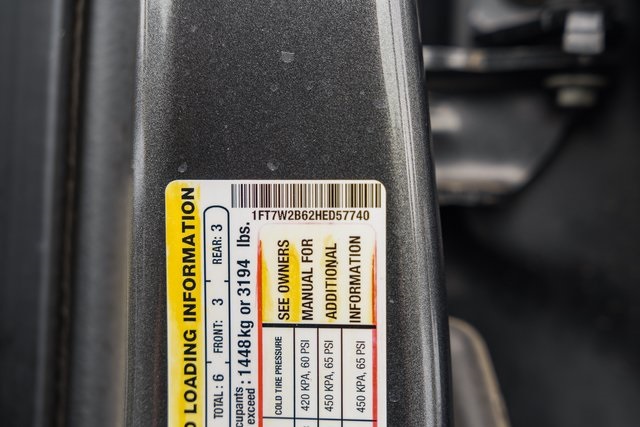 1FT7W2B62HED57740
LOADING INFORMATION
TOTAL : 6 FRONT: 3 REAR: 3
exceed : 1448kg or 3194 lbs.
COLD TIRE PRESSURE SEE OWNERS
420 KPA, 60 PSI MANUAL FOR
450 KPA, 65 PSI ADDITIONAL
450 KPA, 65 PSI INFORMATION